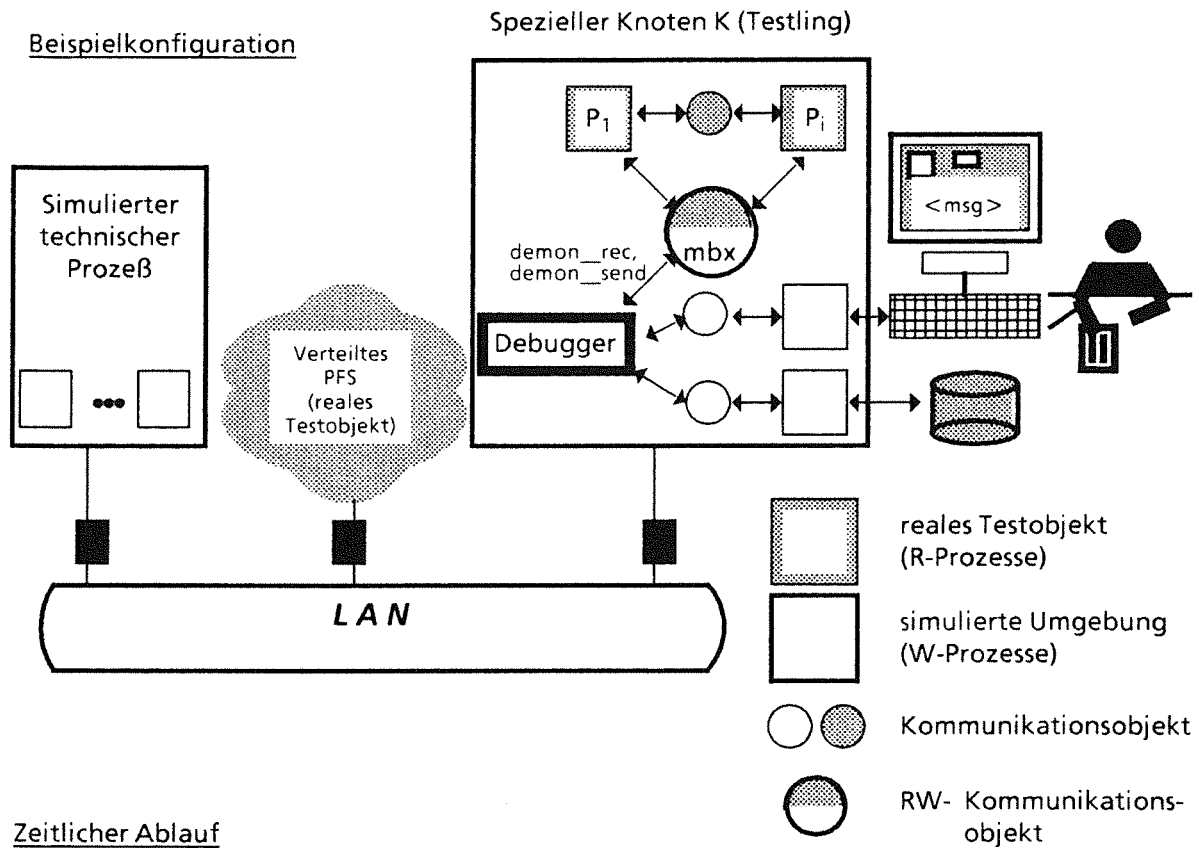 Spezieller Knoten K (Testling)
Beispielkonfiguration
P1
Pi
Simulierter
technischer
Prozeß
<msg>
mbx
demon__rec,
demon__send
Debugger
Verteiltes
PFS
(reales
Testobjekt)
reales Testobjekt
(R-Prozesse)
LAN
simulierte Umgebung
(W-Prozesse)
Kommunikationsobjekt
RW- Kommunikations-
objekt
Zeitlicher Ablauf